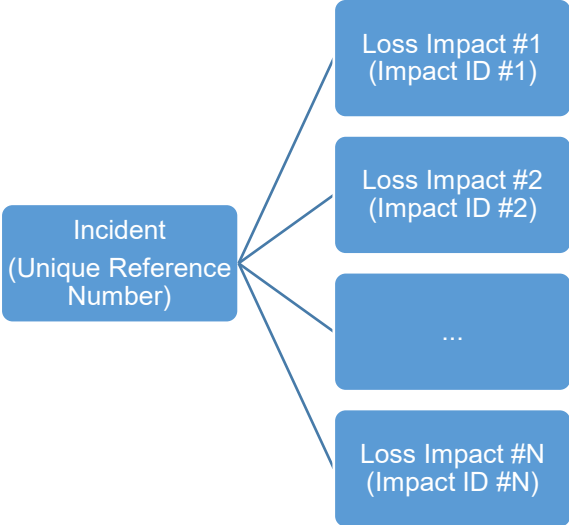 Loss Impact #1
(Impact ID #1)
Loss Impact #2
(Impact ID #2)
Incident
(Unique Reference
Number)
...
Loss Impact #N
(Impact ID #N)